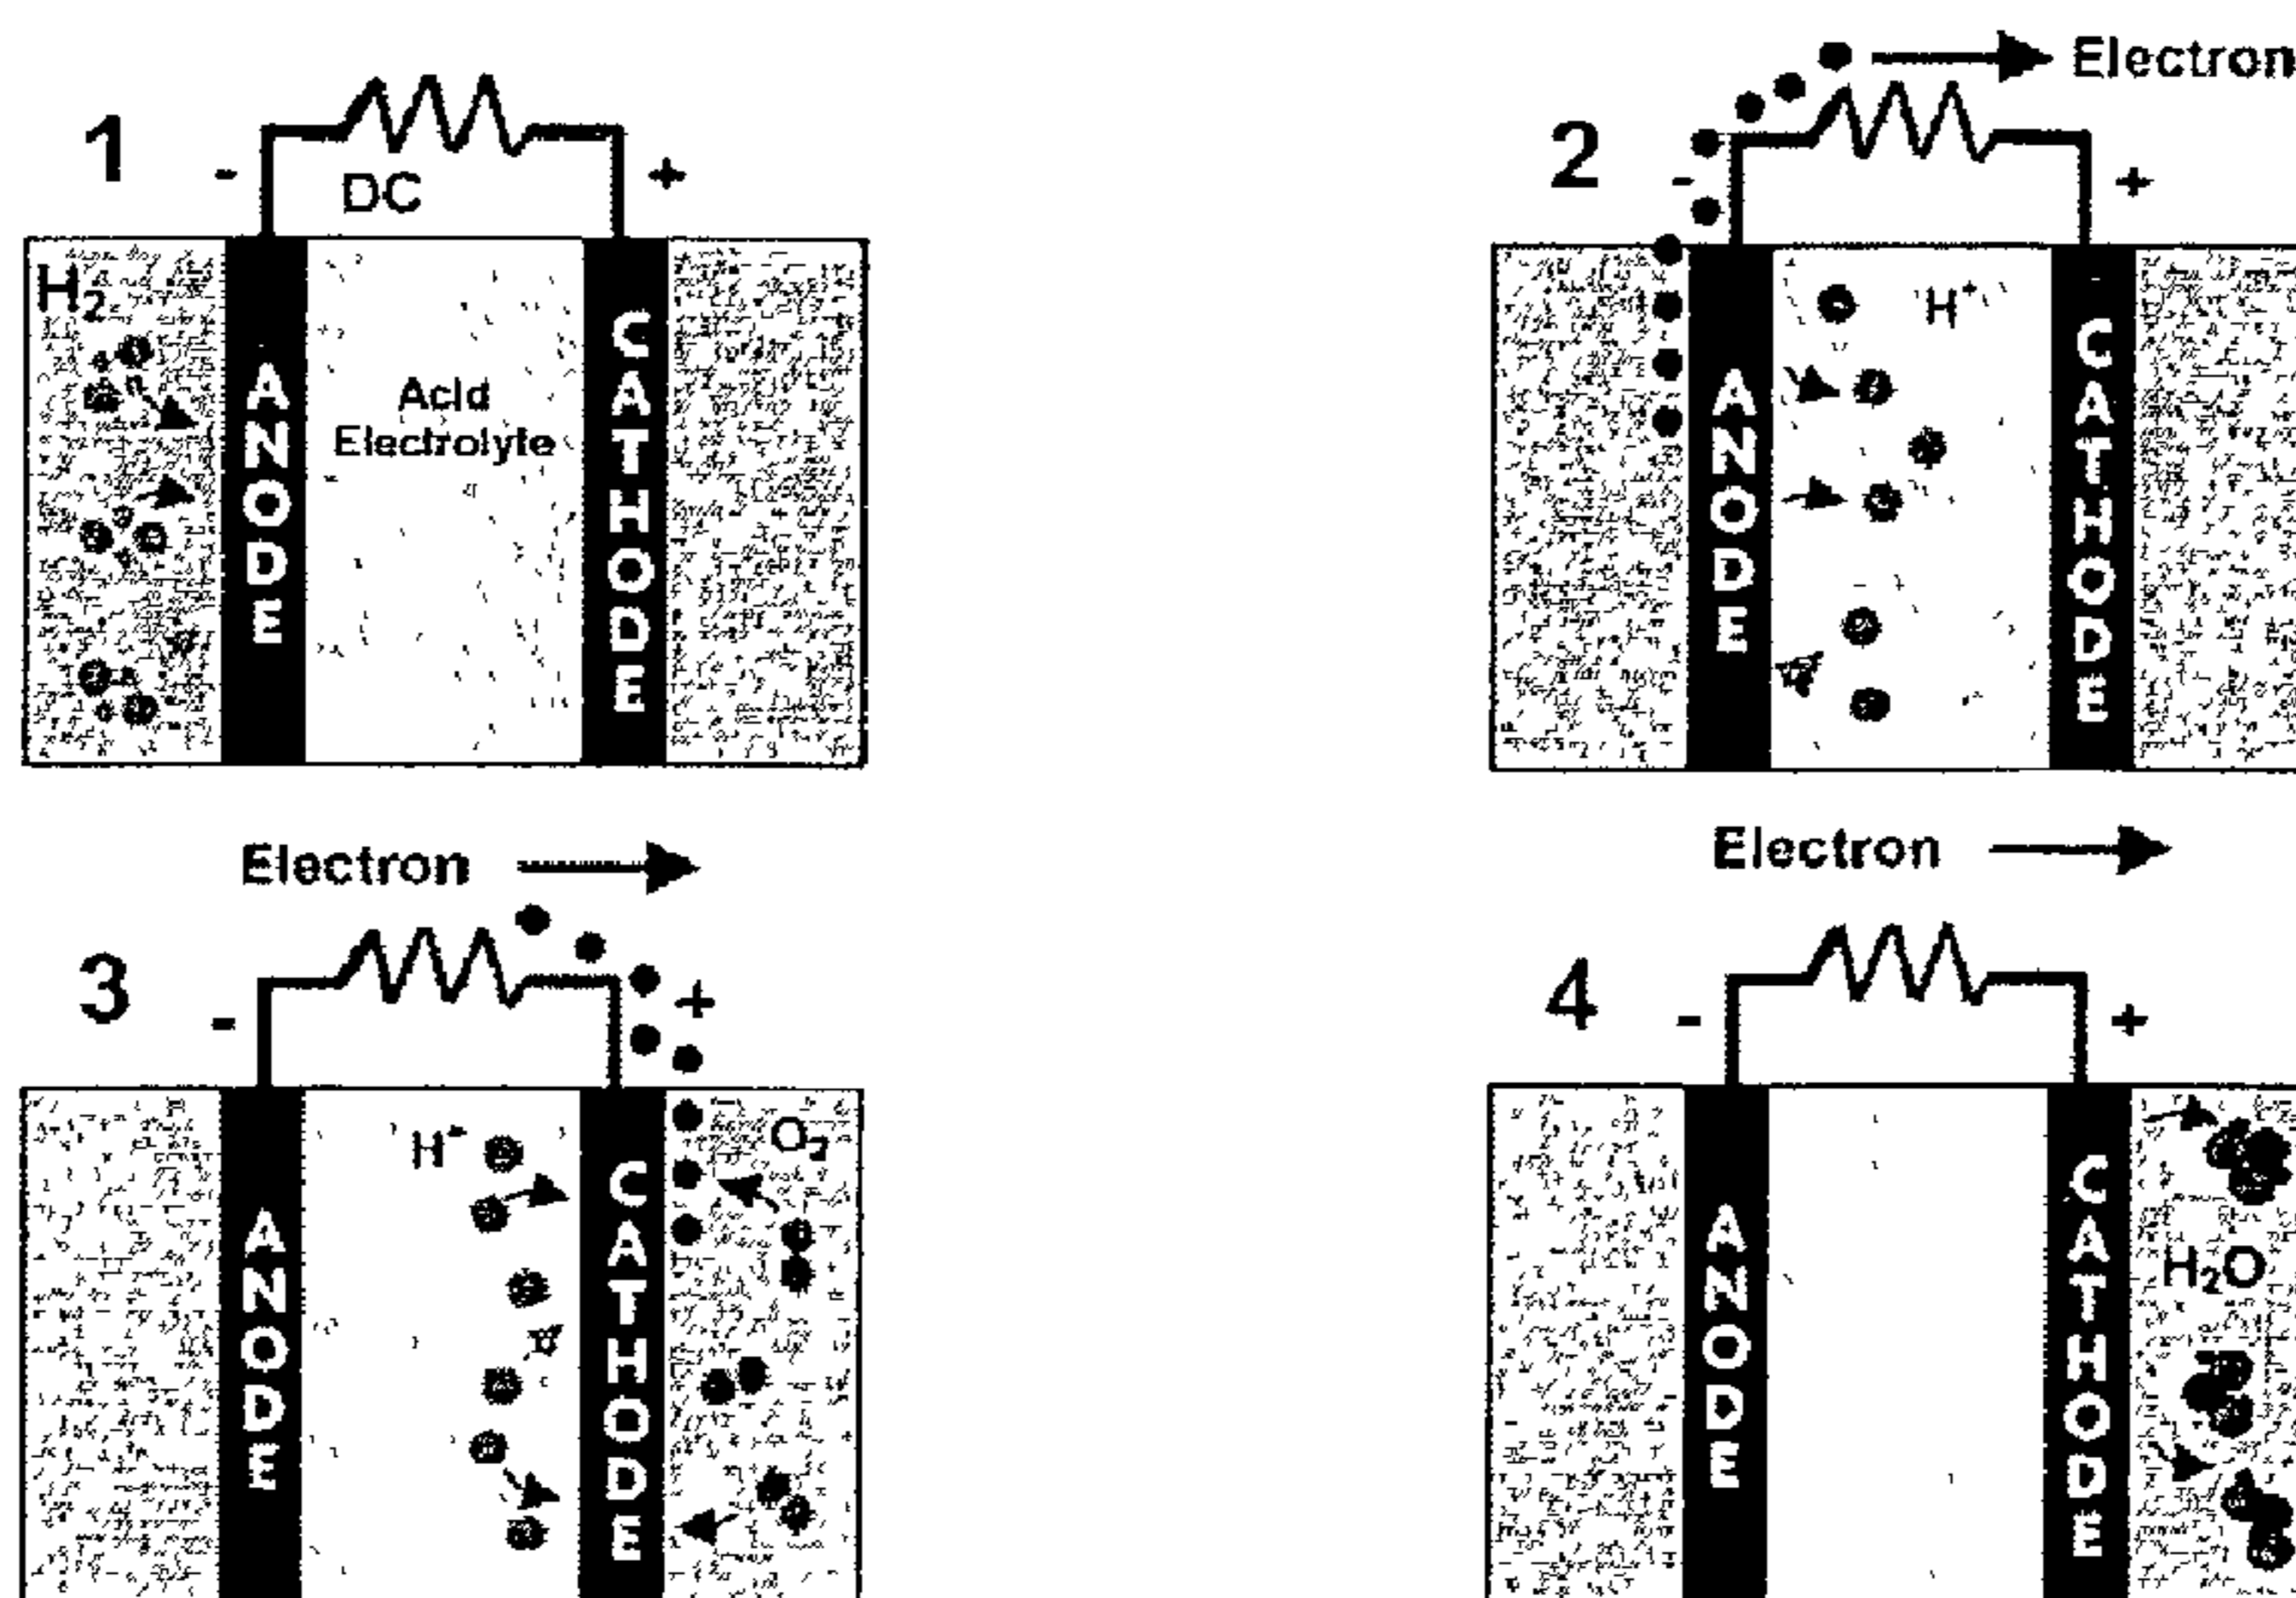 1
- DC +
H₂
ANODE
Acid
Electrolyte
CATHODE
2
Electron
- +
H⁺
ANODE
CATHODE
3
Electron
- +
H⁺
O₂
ANODE
CATHODE
4
Electron
- +
H₂O
ANODE
CATHODE